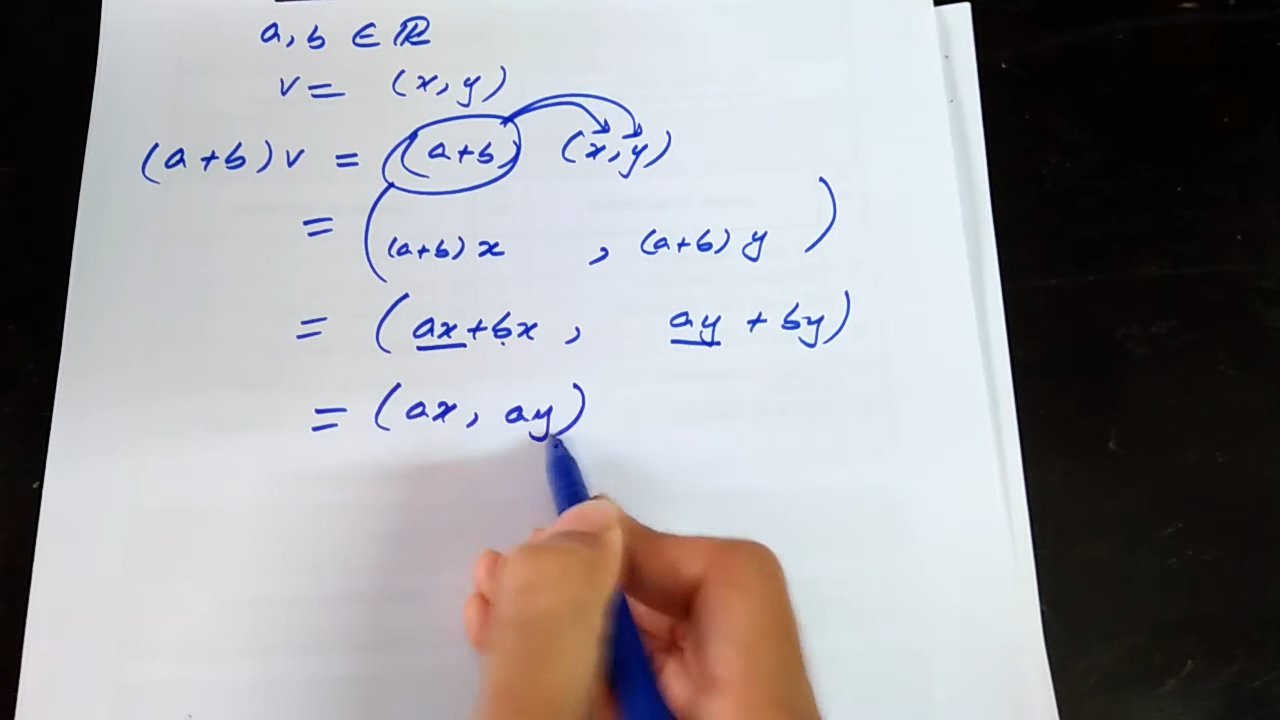 a, b ∈ ℝ
v = (x, y)
(a+b)v = (a+b) (x, y)
= ((a+b)x , (a+b)y)
= (ax+bx, ay + by)
= (ax, ay)